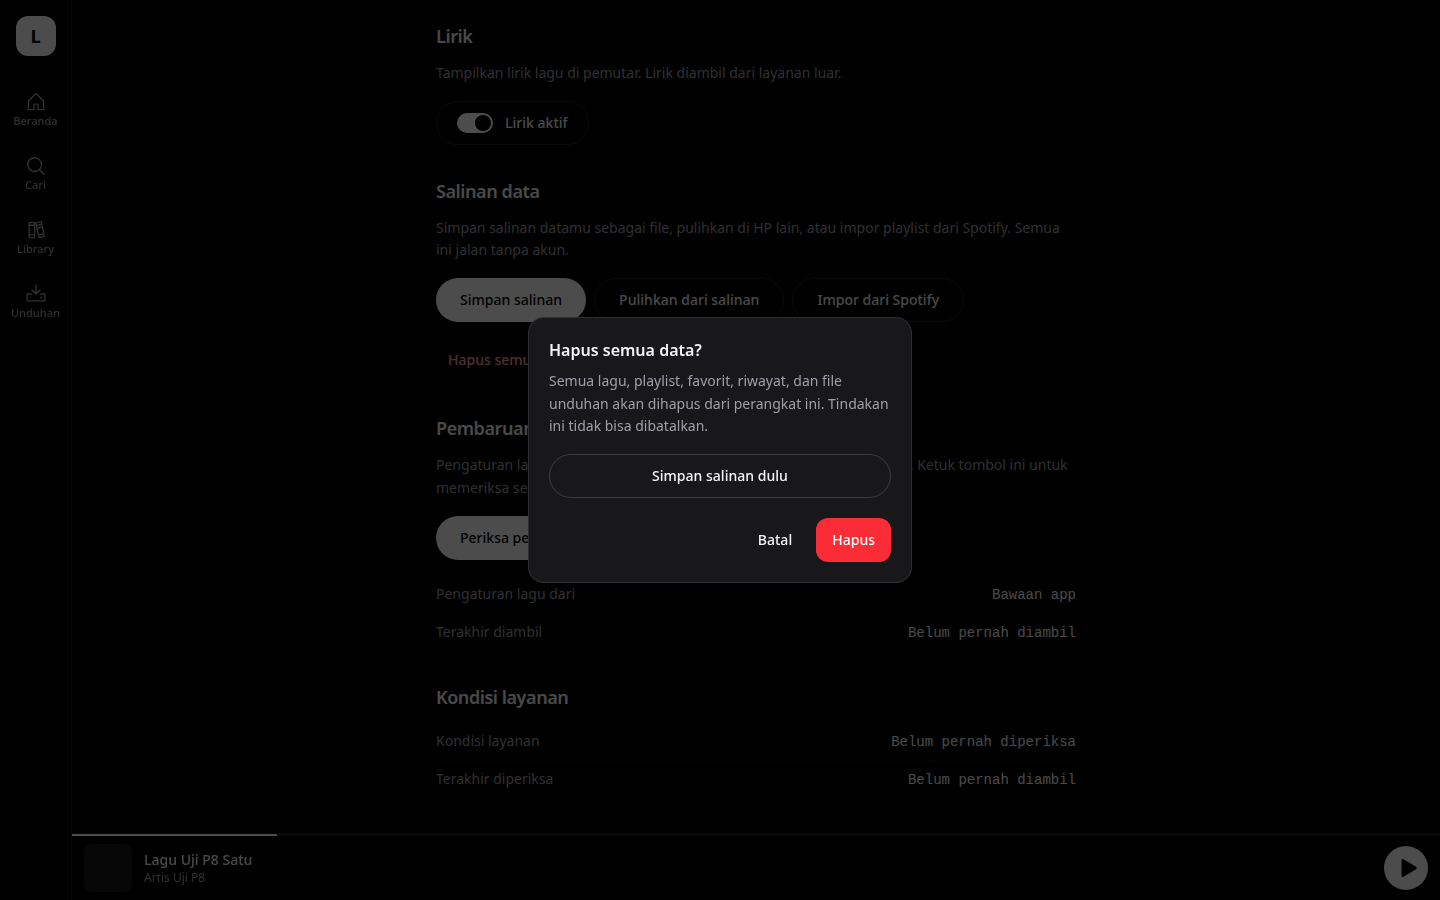 L
Beranda
Cari
Library
Unduhan
Lirik
Tampilkan lirik lagu di pemutar. Lirik diambil dari layanan luar.
Lirik aktif
Salinan data
Simpan salinan datamu sebagai file, pulihkan di HP lain, atau impor playlist dari Spotify. Semua
ini jalan tanpa akun.
Simpan salinan
Pulihkan dari salinan
Impor dari Spotify
Hapus
Hapus semua data?
Semua lagu, playlist, favorit, riwayat, dan file
unduhan akan dihapus dari perangkat ini. Tindakan
ini tidak bisa dibatalkan.
Simpan salinan dulu
Batal
Hapus
Pengaturan
Ketuk tombol ini untuk
memeriksa
Periksa
Pengaturan lagu dari
Bawaan app
Terakhir diambil
Belum pernah diambil
Kondisi layanan
Kondisi layanan
Belum pernah diperiksa
Terakhir diperiksa
Belum pernah diambil
Lagu Uji P8 Satu
Artis Uji P8